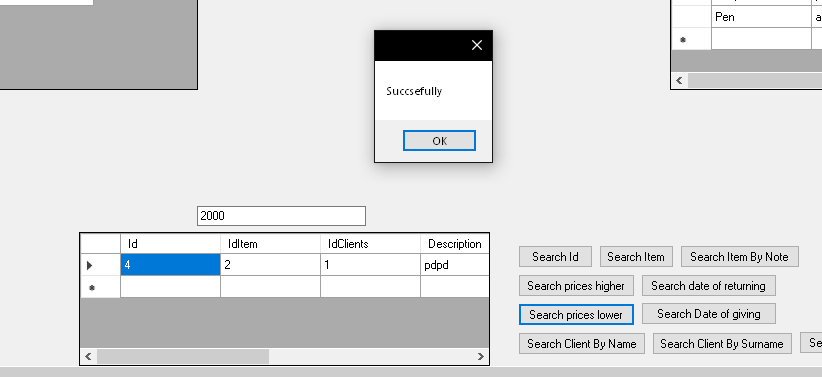 Pen a
*
Succsefully
OK
2000
Id IdItem IdClients Description
4 2 1 pdpd
*
Search Id Search Item Search Item By Note
Search prices higher Search date of returning
Search prices lower Search Date of giving
Search Client By Name Search Client By Surname Se